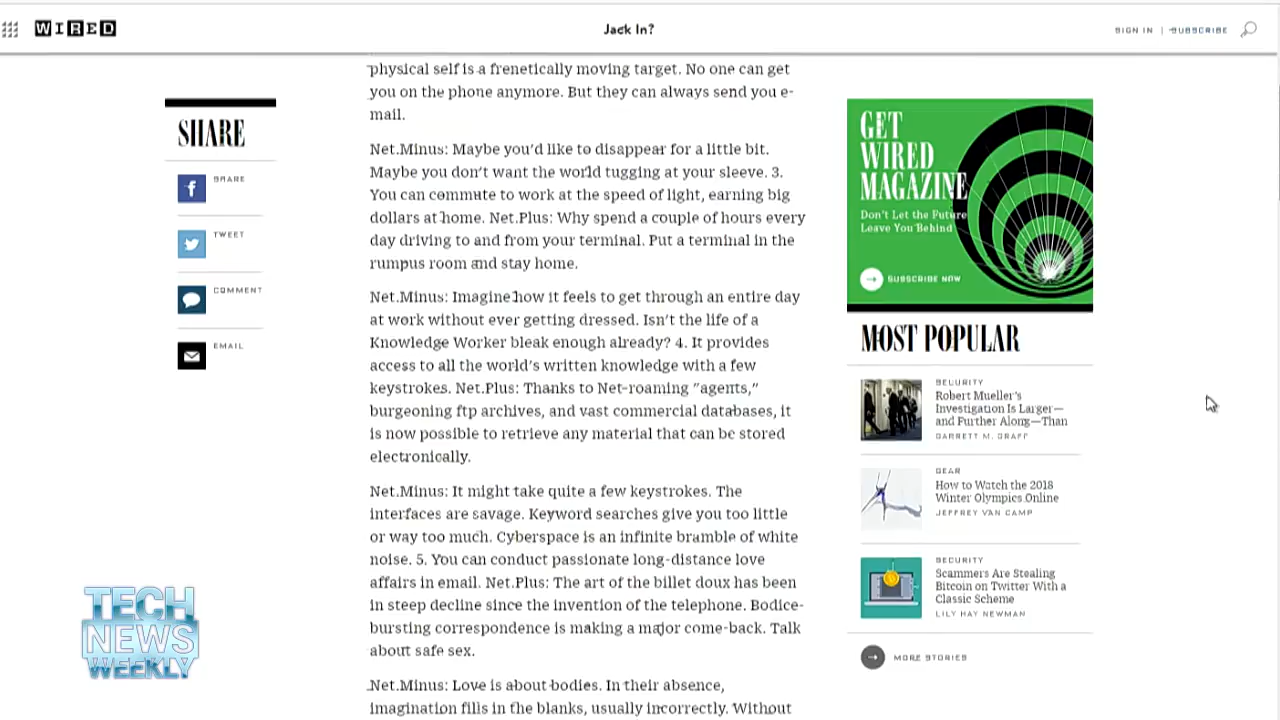 WIRED
Jack In?
SIGN IN | SUBSCRIBE
physical self is a frenetically moving target. No one can get
you on the phone anymore. But they can always send you e-
mail.
Net.Minus: Maybe you'd like to disappear for a little bit.
Maybe you don't want the world tugging at your sleeve. 3.
You can commute to work at the speed of light, earning big
dollars at home. Net.Plus: Why spend a couple of hours every
day driving to and from your terminal. Put a terminal in the
rumpus room and stay home.
Net.Minus: Imagine how it feels to get through an entire day
at work without ever getting dressed. Isn't the life of a
Knowledge Worker bleak enough already? 4. It provides
access to all the world's written knowledge with a few
keystrokes. Net.Plus: Thanks to Net-roaming "agents,"
burgeoning ftp archives, and vast commercial databases, it
is now possible to retrieve any material that can be stored
electronically.
Net.Minus: It might take quite a few keystrokes. The
interfaces are savage. Keyword searches give you too little
or way too much. Cyberspace is an infinite bramble of white
noise. 5. You can conduct passionate long-distance love
affairs in email. Net.Plus: The art of the billet doux has been
in steep decline since the invention of the telephone. Bodice-
bursting correspondence is making a major come-back. Talk
about safe sex.
Net.Minus: Love is about bodies. In their absence,
imagination fills in the blanks, usually incorrectly. Without
SHARE
SHARE
TWEET
COMMENT
EMAIL
GET
WIRED
MAGAZINE
Don't Let the Future
Leave You Behind
SUBSCRIBE NOW
MOST POPULAR
SECURITY
Robert Mueller's
Investigation Is Larger—
and Further Along—Than
GARRETT M. GRAFF
GEAR
How to Watch the 2018
Winter Olympics Online
JEFFREY VAN CAMP
SECURITY
Scammers Are Stealing
Bitcoin on Twitter With a
Classic Scheme
LILY HAY NEWMAN
MORE STORIES
TECH
NEWS
WEEKLY